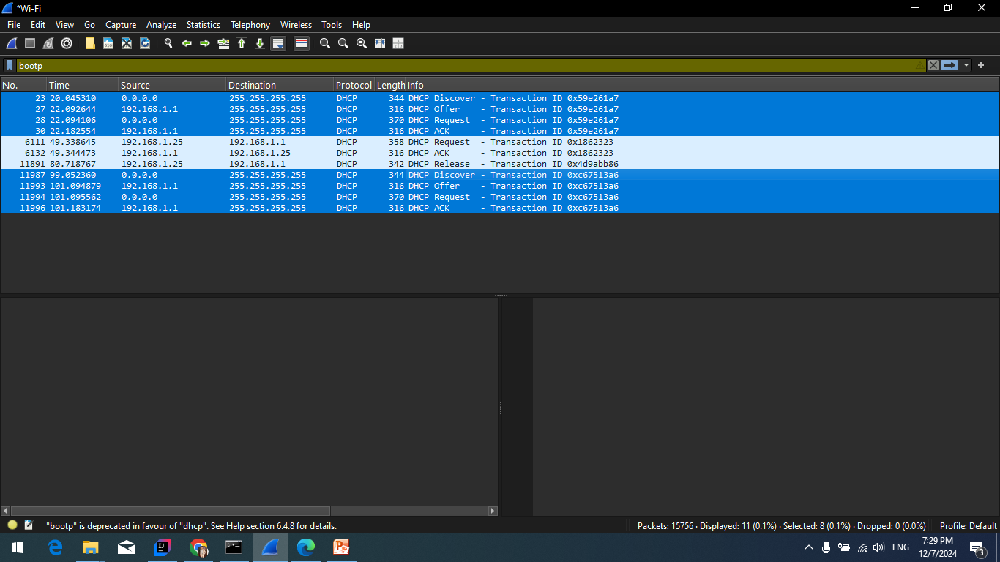 *Wi-Fi
File Edit View Go Capture Analyze Statistics Telephony Wireless Tools Help
bootp
No. Time Source Destination Protocol Length Info
23 20.045310 0.0.0.0 255.255.255.255 DHCP 344 DHCP Discover - Transaction ID 0x59e261a7
27 22.092644 192.168.1.1 255.255.255.255 DHCP 316 DHCP Offer - Transaction ID 0x59e261a7
28 22.094106 0.0.0.0 255.255.255.255 DHCP 370 DHCP Request - Transaction ID 0x59e261a7
30 22.182554 192.168.1.1 255.255.255.255 DHCP 316 DHCP ACK - Transaction ID 0x59e261a7
6111 49.338645 192.168.1.25 192.168.1.1 DHCP 358 DHCP Request - Transaction ID 0x1862323
6132 49.344473 192.168.1.1 192.168.1.25 DHCP 316 DHCP ACK - Transaction ID 0x1862323
11891 80.718767 192.168.1.25 192.168.1.1 DHCP 342 DHCP Release - Transaction ID 0x4d9abb86
11987 99.052360 0.0.0.0 255.255.255.255 DHCP 344 DHCP Discover - Transaction ID 0xc67513a6
11993 101.094879 192.168.1.1 255.255.255.255 DHCP 316 DHCP Offer - Transaction ID 0xc67513a6
11994 101.095562 0.0.0.0 255.255.255.255 DHCP 370 DHCP Request - Transaction ID 0xc67513a6
11996 101.183174 192.168.1.1 255.255.255.255 DHCP 316 DHCP ACK - Transaction ID 0xc67513a6
"bootp" is deprecated in favour of "dhcp". See Help section 6.4.8 for details.
Packets: 15756 · Displayed: 11 (0.1%) · Selected: 8 (0.1%) · Dropped: 0 (0.0%)
Profile: Default
ENG
7:29 PM
12/7/2024
3